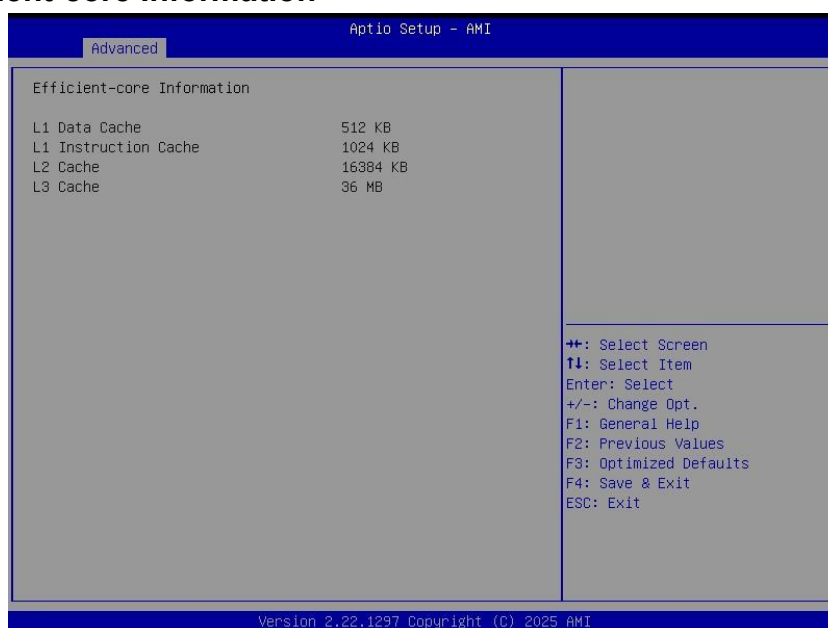 Aptio Setup - AMI
Advanced
Efficient-core Information
L1 Data Cache 512 KB
L1 Instruction Cache 1024 KB
L2 Cache 16384 KB
L3 Cache 36 MB
→←: Select Screen
↑↓: Select Item
Enter: Select
+/-: Change Opt.
F1: General Help
F2: Previous Values
F3: Optimized Defaults
F4: Save & Exit
ESC: Exit
Version 2.22.1297 Copyright (C) 2025 AMI